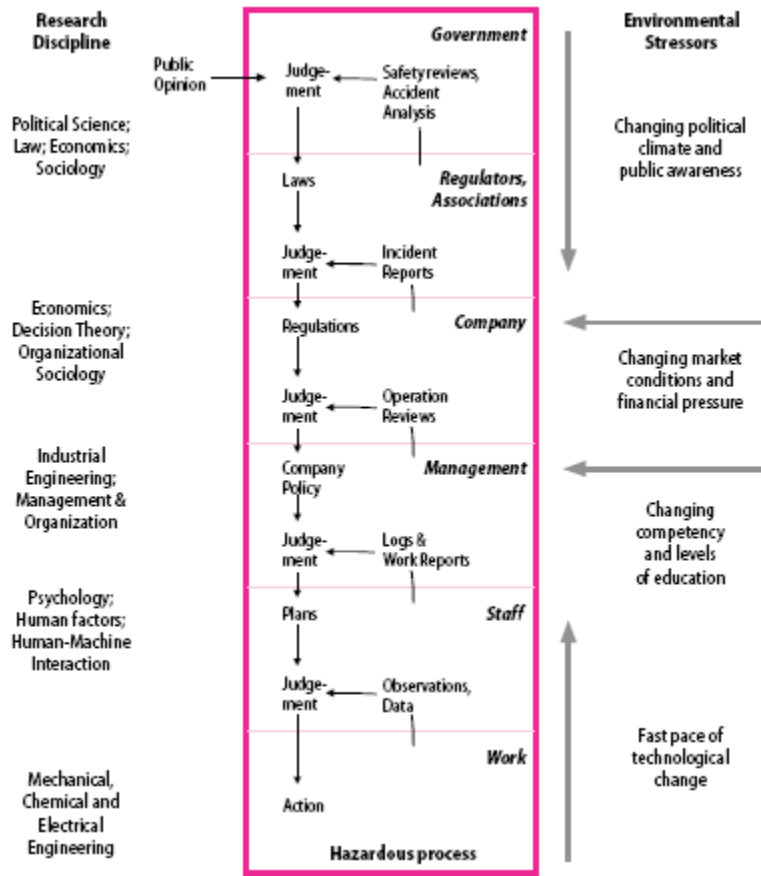 Research
Discipline
Government
Environmental
Stressors
Public
Opinion
Judge-
ment
Safety reviews,
Accident
Analysis
Political Science;
Law; Economics;
Sociology
Changing political
climate and
public awareness
Laws
Regulators,
Associations
Judge-
ment
Incident
Reports
Economics;
Decision Theory;
Organizational
Sociology
Regulations
Company
Changing market
conditions and
financial pressure
Judge-
ment
Operation
Reviews
Industrial
Engineering;
Management &
Organization
Company
Policy
Management
Changing
competency
and levels
of education
Judge-
ment
Logs &
Work Reports
Psychology;
Human factors;
Human-Machine
Interaction
Plans
Staff
Judge-
ment
Observations,
Data
Fast pace of
technological
change
Work
Mechanical,
Chemical and
Electrical
Engineering
Action
Hazardous process